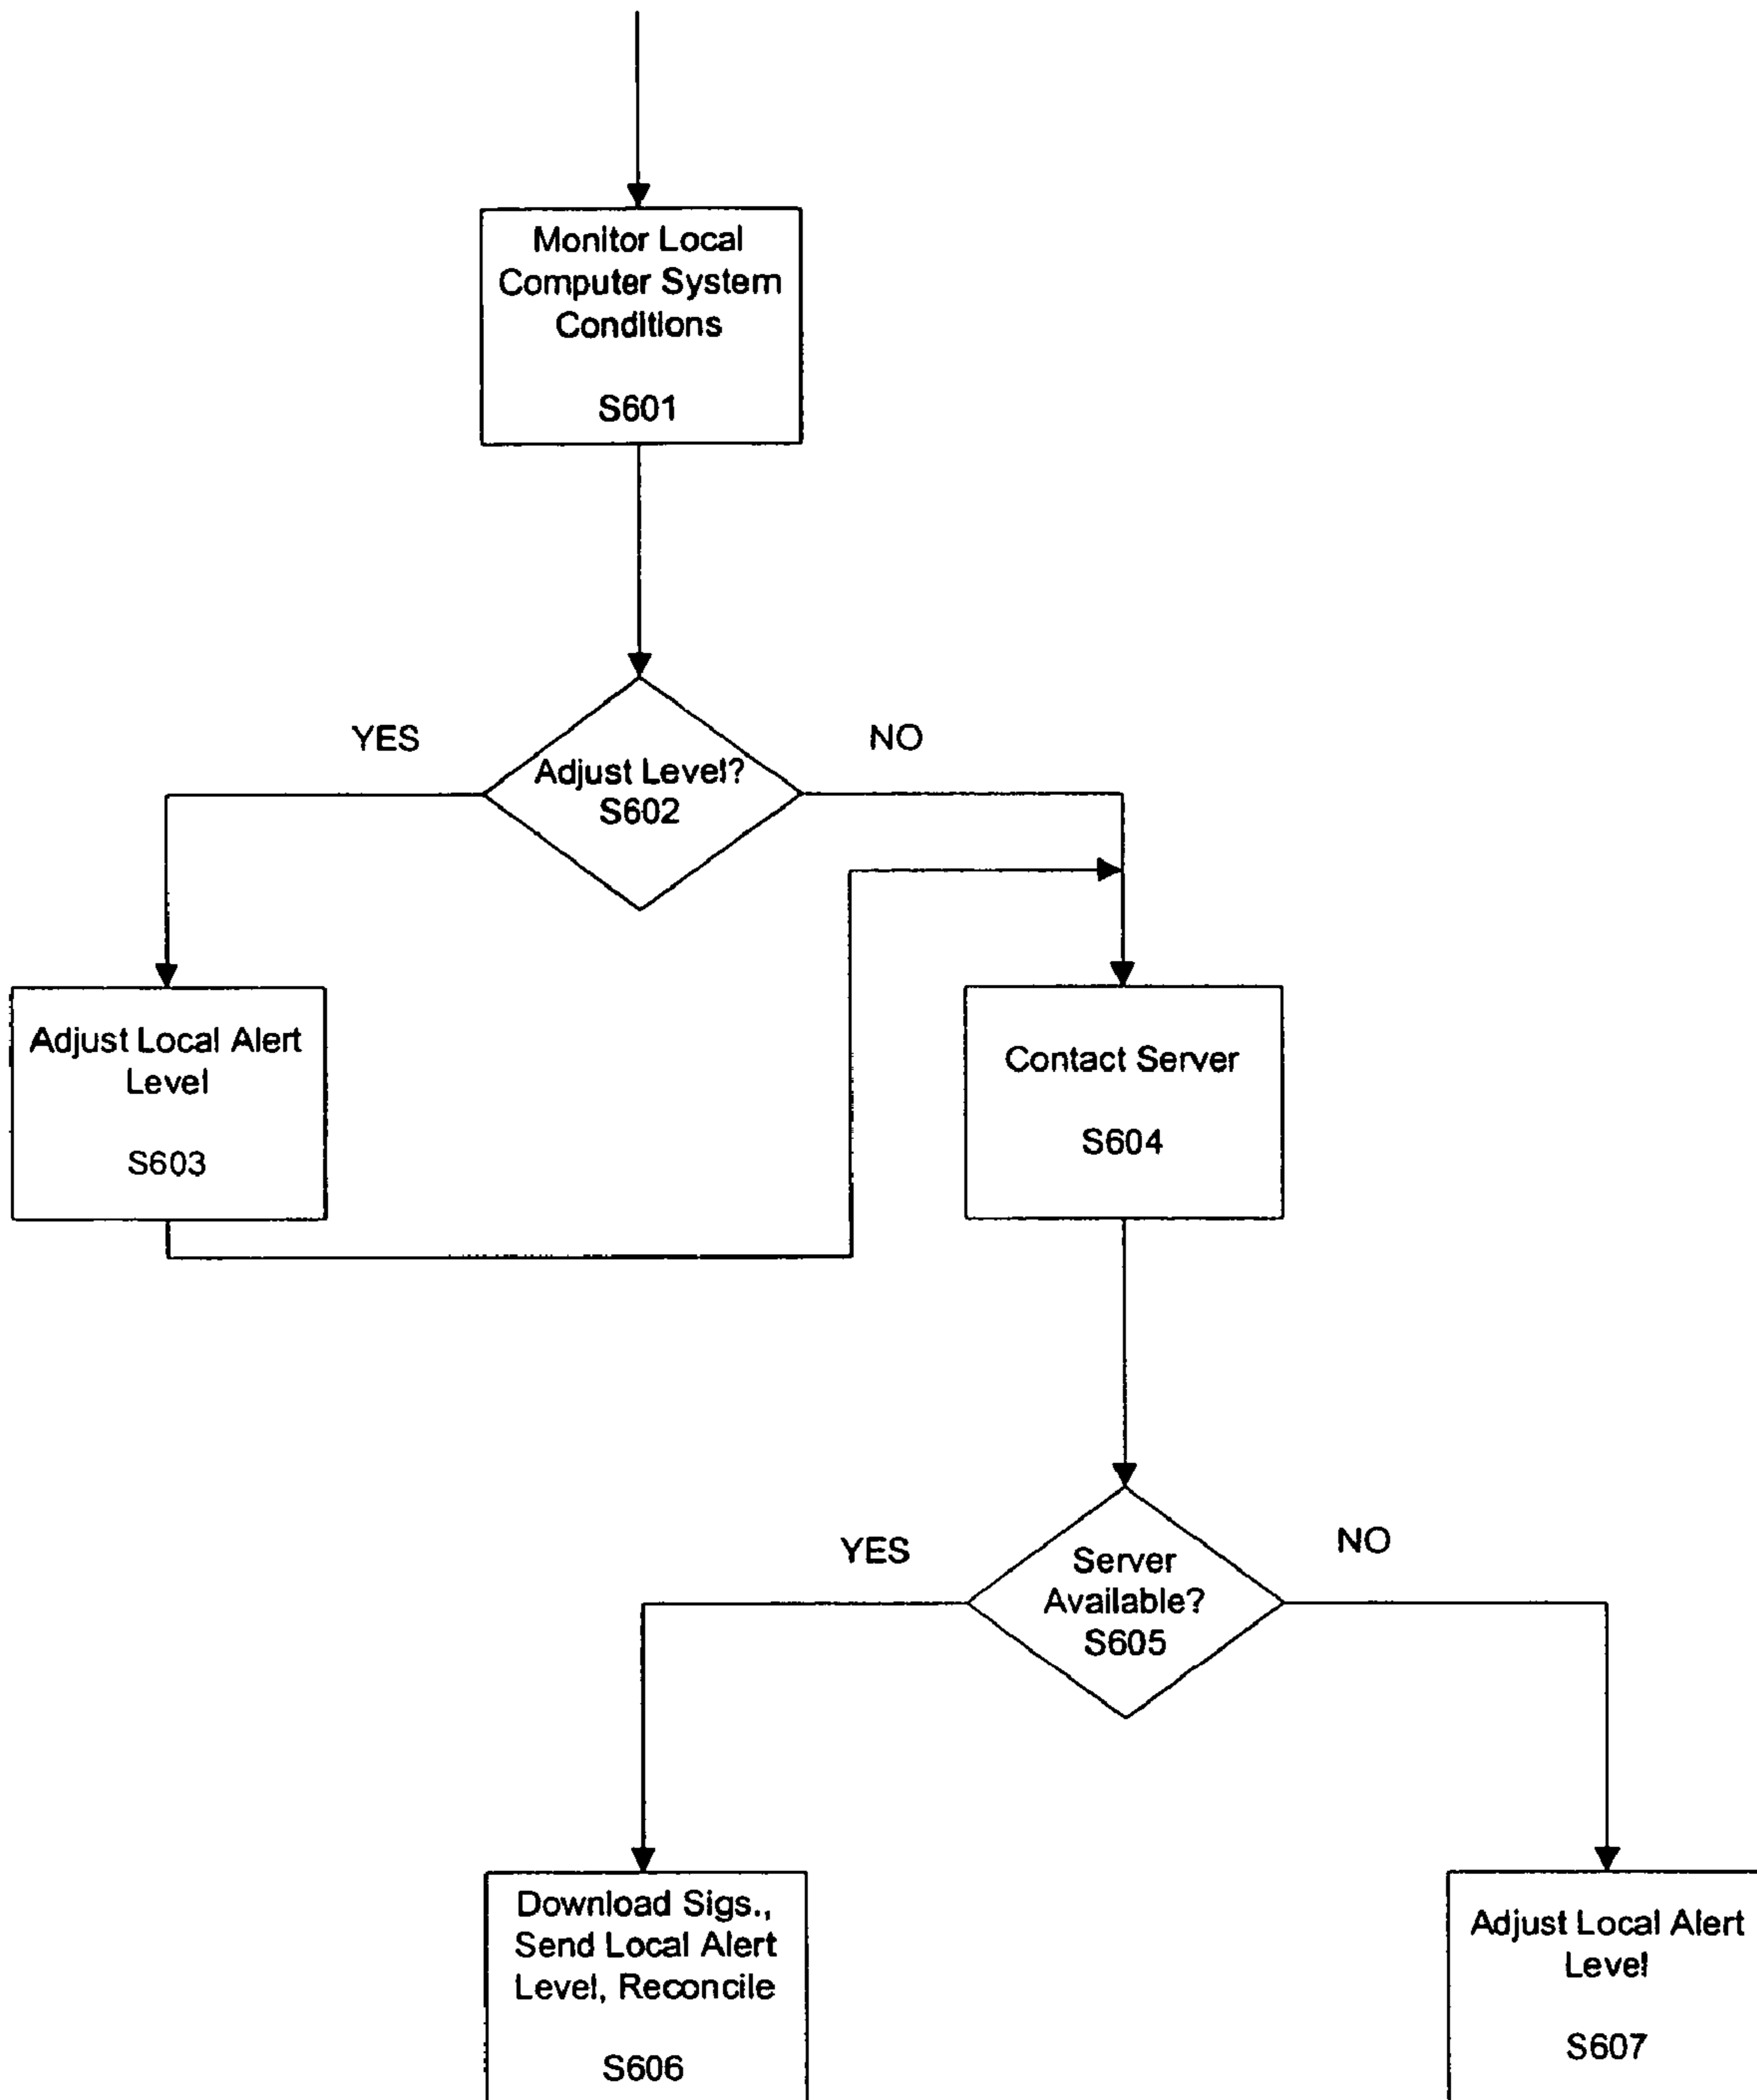 Monitor Local
Computer System
Conditions
S601
YES
NO
Adjust Level?
S602
Adjust Local Alert
Level
S603
Contact Server
S604
YES
NO
Server
Available?
S605
Download Sigs.,
Send Local Alert
Level, Reconcile
S606
Adjust Local Alert
Level
S607